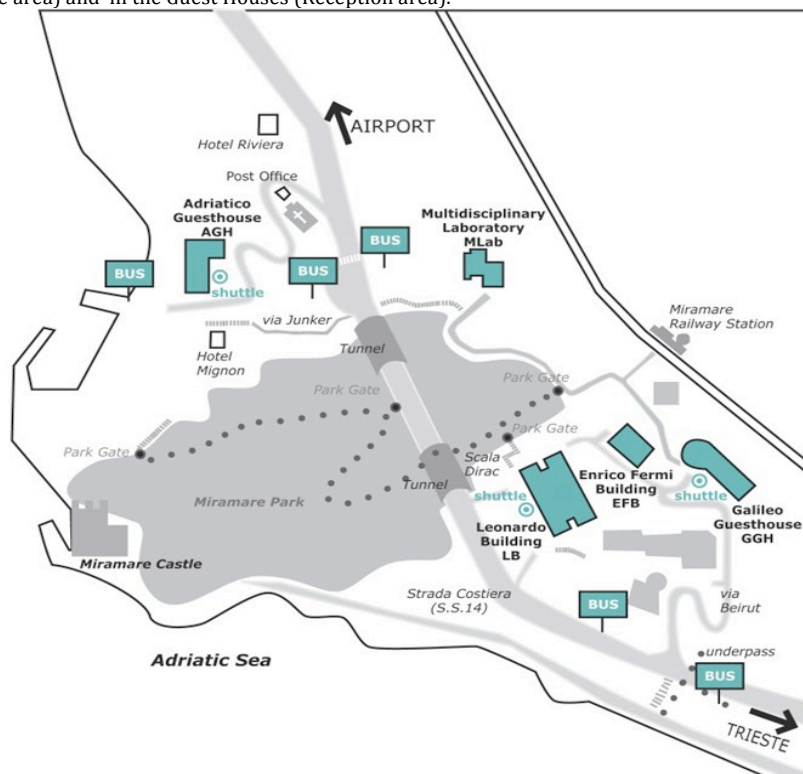 e area) and in the Guest Houses (Reception area).
AIRPORT
Hotel Riviera
Post Office
Adriatico
Guesthouse
AGH
Multidisciplinary
Laboratory
MLab
BUS
BUS
BUS
shuttle
via Junker
Miramare
Railway Station
Hotel
Mignon
Tunnel
Park Gate
Park Gate
Park Gate
Park Gate
Scala
Dirac
Tunnel
Miramare Park
shuttle
Enrico Fermi
Building
EFB
shuttle
Leonardo
Building
LB
Galileo
Guesthouse
GGH
Miramare Castle
Strada Costiera
(S.S.14)
BUS
via
Beirut
Adriatic Sea
underpass
BUS
TRIESTE